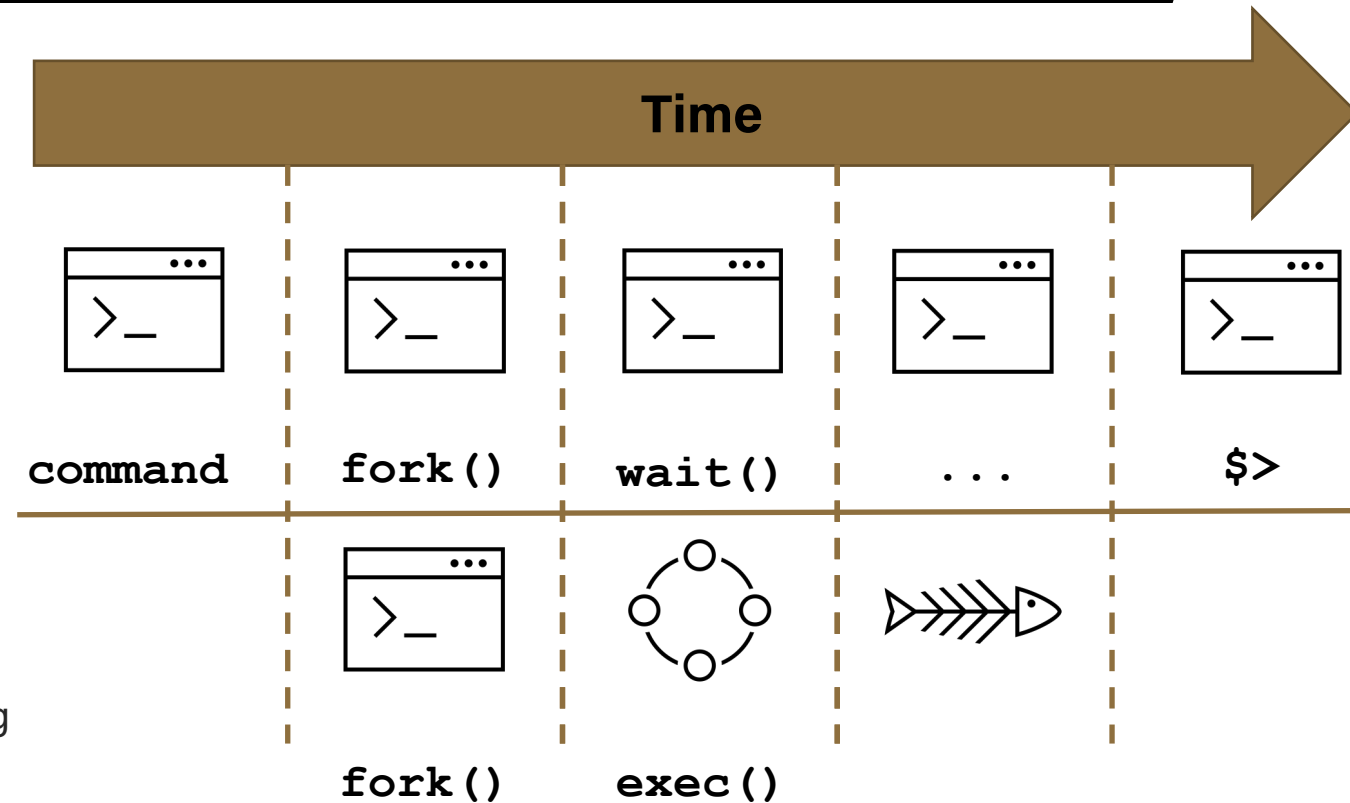 Time
command fork() wait() ... $>
g
fork() exec()